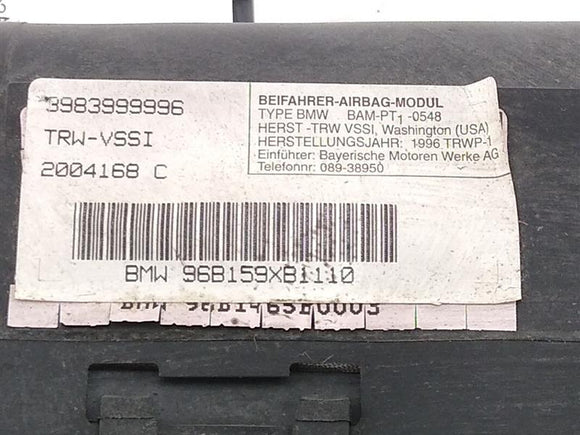 3983999996
TRW-VSSI
2004168 C
BEIFAHRER-AIRBAG-MODUL
TYPE BMW BAM-PT1-0548
HERST -TRW VSSI, Washington (USA)
HERSTELLUNGSJAHR: 1996 TRWP-1
Einführer: Bayerische Motoren Werke AG
Telefonnr: 089-38950
BMW 96B159XB1110
BMW